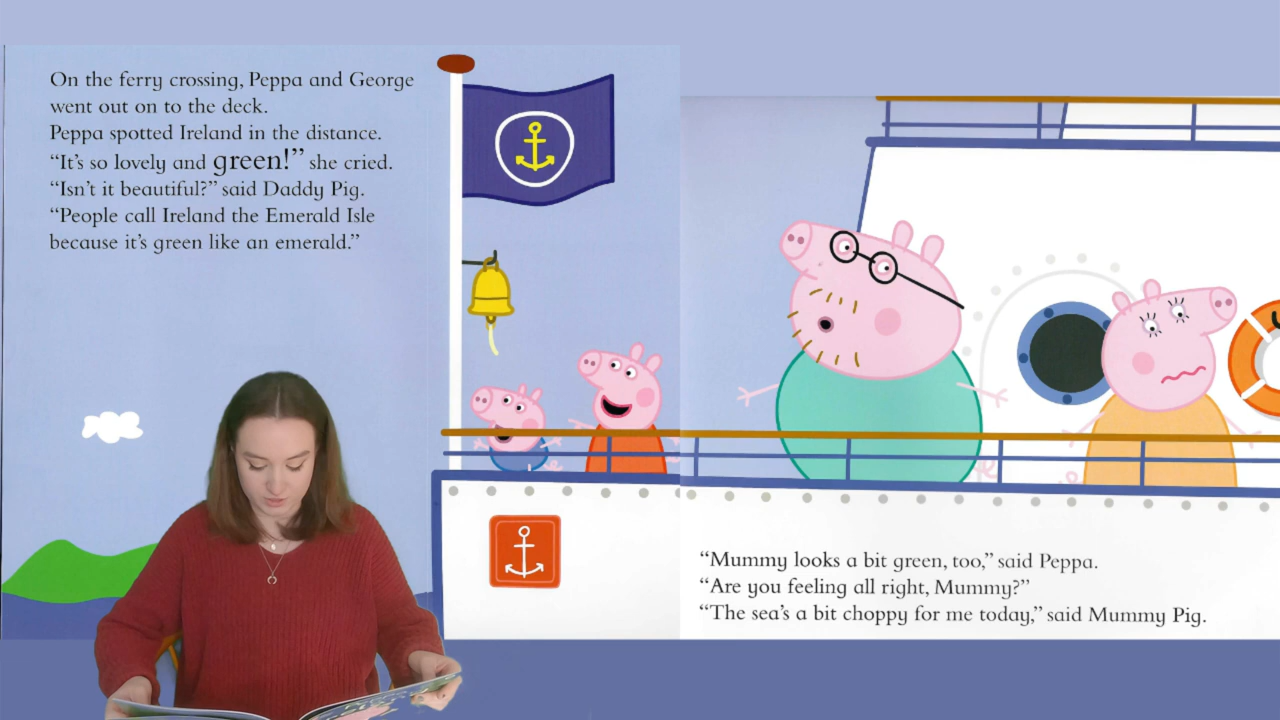 On the ferry crossing, Peppa and George
went out on to the deck.
Peppa spotted Ireland in the distance.
“It’s so lovely and green!” she cried.
“Isn’t it beautiful?” said Daddy Pig.
“People call Ireland the Emerald Isle
because it’s green like an emerald.”
“Mummy looks a bit green, too,” said Peppa.
“Are you feeling all right, Mummy?”
“The sea’s a bit choppy for me today,” said Mummy Pig.